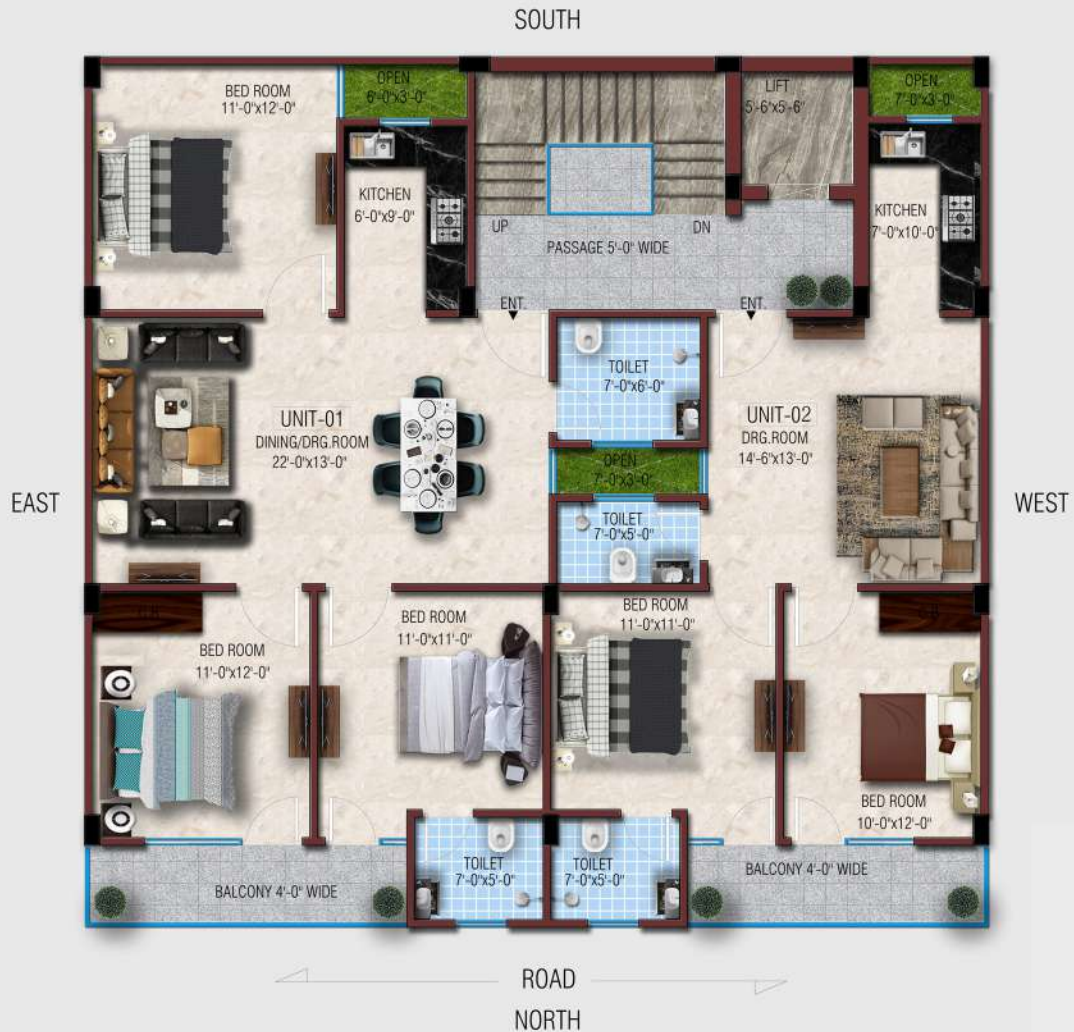 SOUTH
BED ROOM
11'-0"x12'-0"
OPEN
6'-0"x3'-0"
LIFT
5'-6"x5'-6"
OPEN
7'-0"x3'-0"
KITCHEN
6'-0"x9'-0"
UP
DN
PASSAGE 5'-0" WIDE
KITCHEN
7'-0"x10'-0"
ENT.
ENT.
TOILET
7'-0"x6'-0"
UNIT-01
DINING/DRG.ROOM
22'-0"x13'-0"
UNIT-02
DRG.ROOM
14'-6"x13'-0"
OPEN
7'-0"x3'-0"
EAST
WEST
TOILET
7'-0"x5'-0"
BED ROOM
11'-0"x12'-0"
BED ROOM
11'-0"x11'-0"
BED ROOM
11'-0"x11'-0"
BED ROOM
10'-0"x12'-0"
BALCONY 4'-0" WIDE
TOILET
7'-0"x5'-0"
TOILET
7'-0"x5'-0"
BALCONY 4'-0" WIDE
ROAD
NORTH